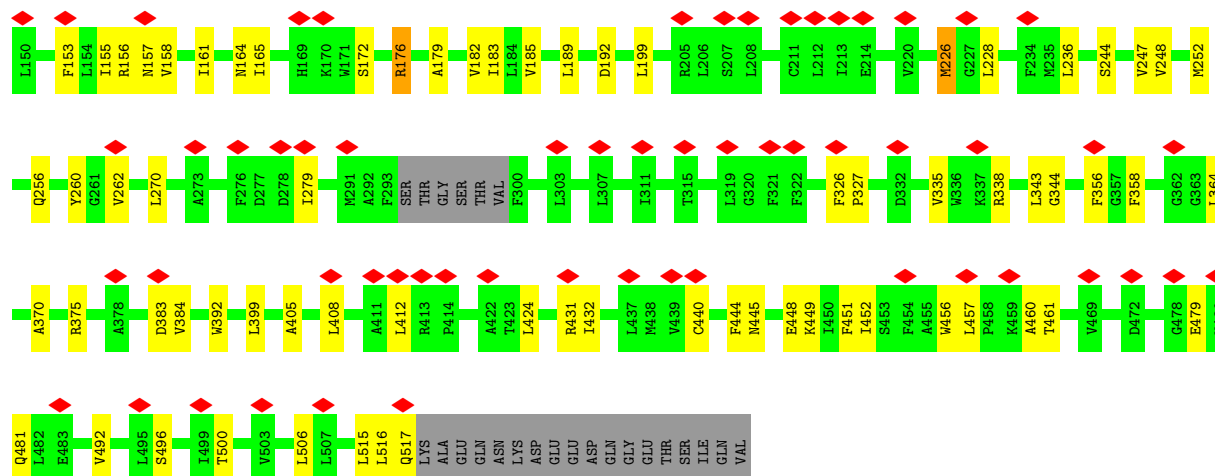 L150 F153 L154 I155 R156 N157 V158 I161 N164 I165 H169 K170 W171 S172 R176 A179 V182 I183 L184 V185 L189 D192 L199 R205 L206 S207 L208 C211 L212 I213 E214 V220 M226 G227 L228 F234 M235 L236 S244 V247 V248 M252
Q256 Y260 G261 V262 L270 A273 F276 D277 D278 I279 M291 A292 F293 SER THR GLY SER THR VAL F300 L303 L307 I311 T315 L319 G320 F321 F322 F326 P327 D332 V335 W336 K337 R338 L343 G344 F356 G357 F358 G362 G363 L364
A370 R375 A378 D383 V384 W392 L399 A405 L408 A411 L412 R413 P414 A422 T423 L424 R431 I432 L437 M438 V439 C440 F444 N445 E448 K449 I450 F451 I452 S453 F454 A455 W456 L457 P458 K459 A460 T461 V469 D472 G478 E479
Q481 L482 E483 V492 L495 S496 I499 T500 V503 L506 L507 L515 L516 Q517 LYS ALA GLU GLN ASN LYS ASP GLU GLU ASP GLN GLY GLU THR SER ILE GLN VAL